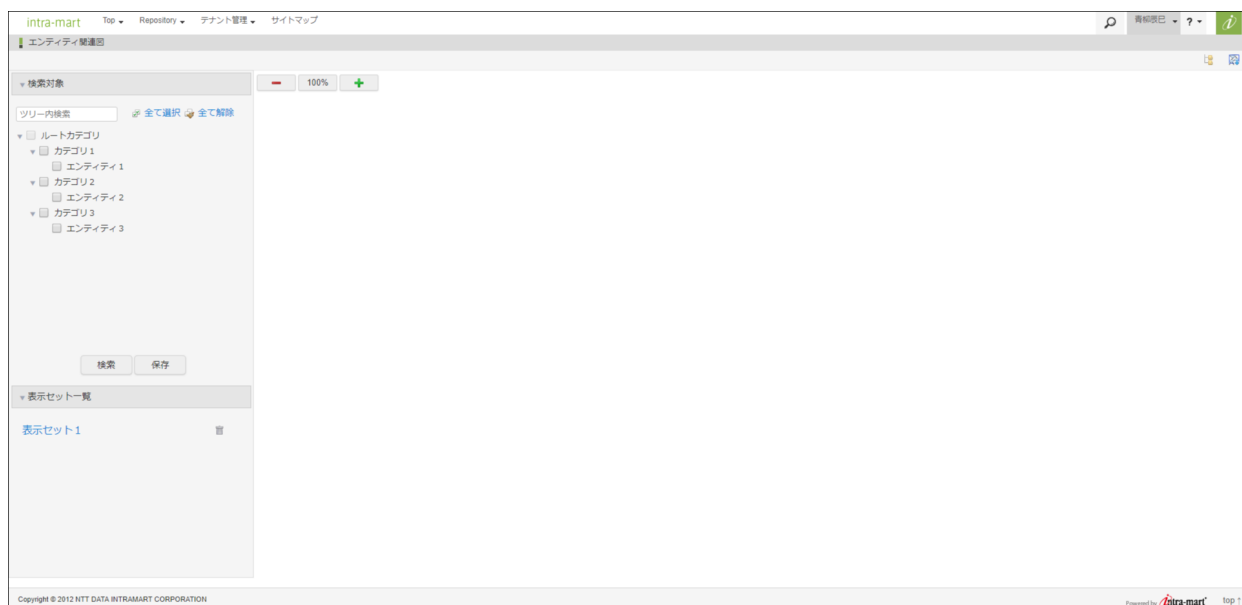 intra-mart Top Repository テナント管理 サイトマップ 青柳辰巳 ?
エンティティ関連図
検索対象
100%
ツリー内検索 全て選択 全て解除
ルートカテゴリ
カテゴリ 1
エンティティ 1
カテゴリ 2
エンティティ 2
カテゴリ 3
エンティティ 3
検索 保存
表示セット一覧
表示セット 1
Copyright © 2012 NTT DATA INTRAMART CORPORATION
Powered by intra-mart top ↑